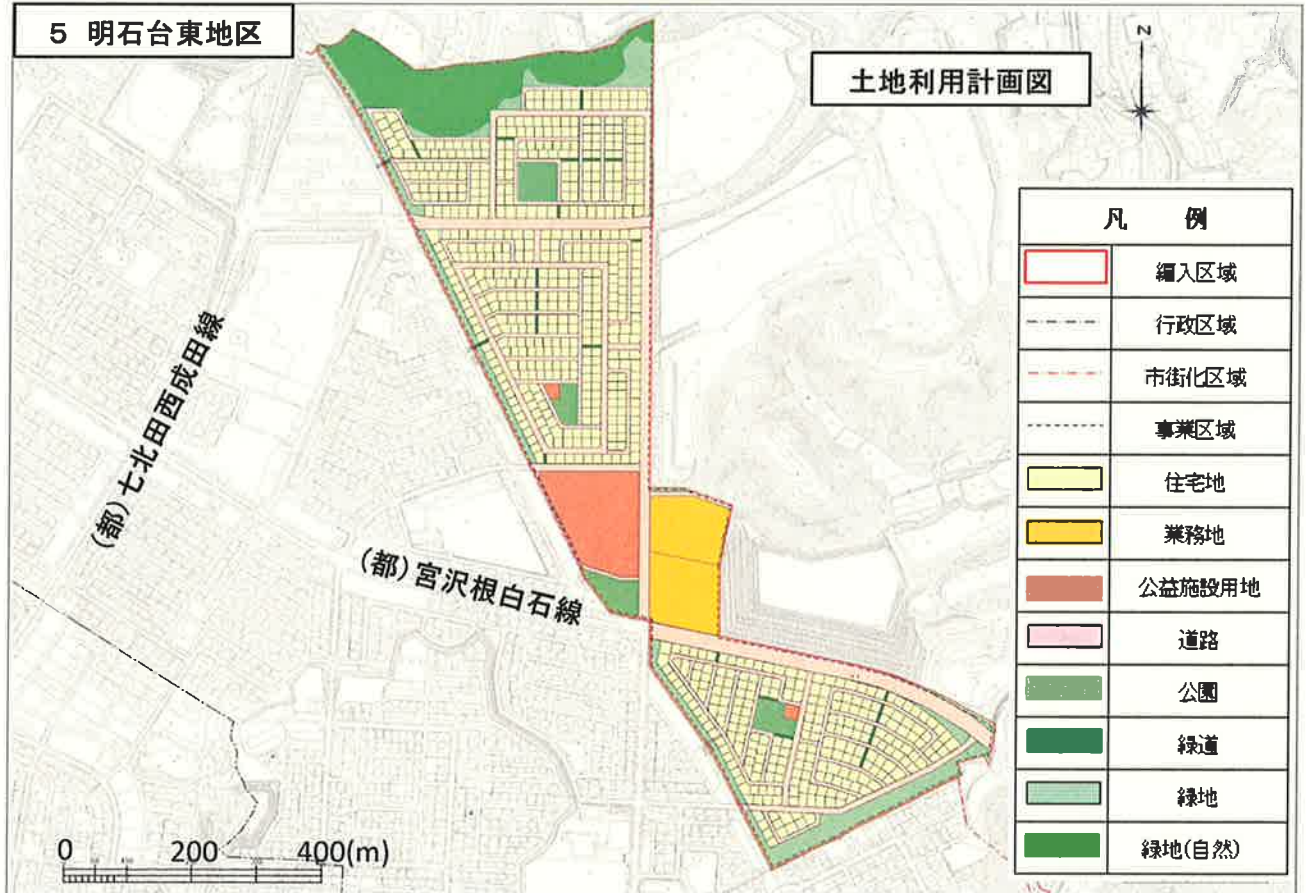 5 明石台東地区
土地利用計画図
N
凡 例
編入区域
行政区域
市街化区域
事業区域
住宅地
業務地
公益施設用地
道路
公園
緑道
緑地
緑地(自然)
(都)七北田西成田線
(都)宮沢根白石線
0 200 400(m)